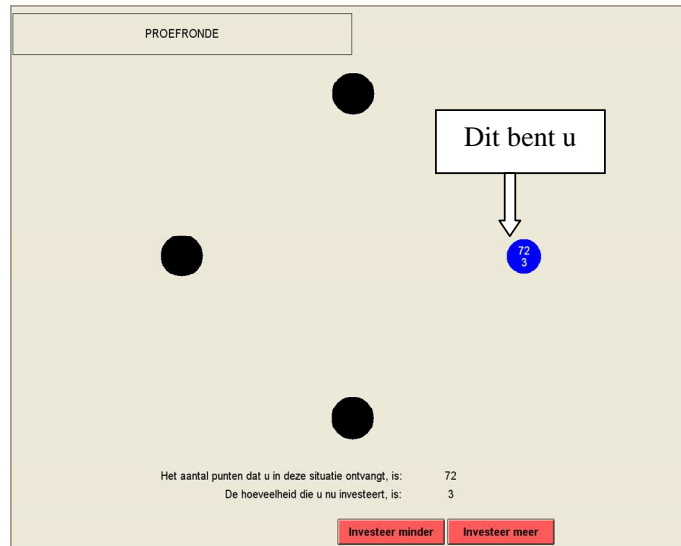 PROEFRONDE
Dit bent u
72
3
Het aantal punten dat u in deze situatie ontvangt, is: 72
De hoeveelheid die u nu investeert, is: 3
Investeer minder Investeer meer